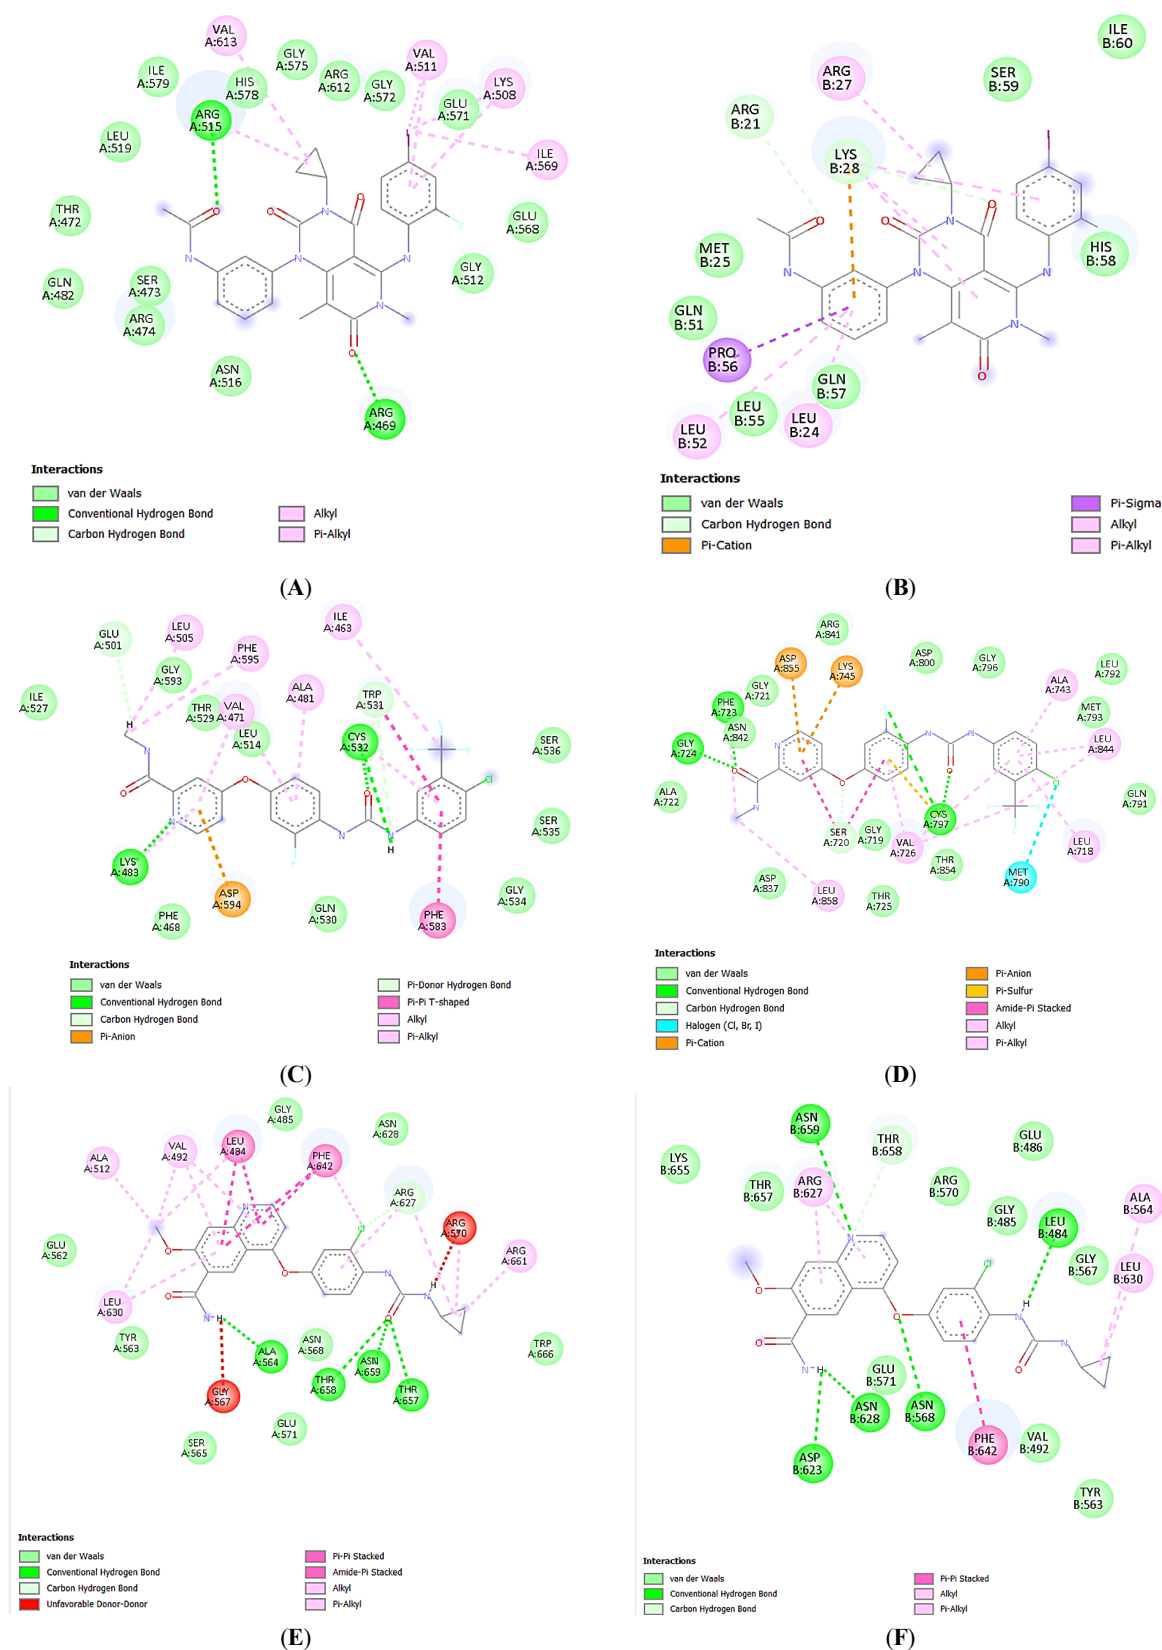 VAL
A:613
GLY
A:575
VAL
A:511
ILE
A:579
HIS
A:578
ARG
A:612
GLY
A:572
LYS
A:508
GLU
A:571
ARG
A:515
LEU
A:519
ILE
A:569
THR
A:472
GLU
A:568
GLN
A:482
SER
A:473
GLY
A:512
ARG
A:474
ASN
A:516
ARG
A:469
O
O
O
N
N
N
N
N
F
O
Interactions
van der Waals
Conventional Hydrogen Bond
Carbon Hydrogen Bond
Alkyl
Pi-Alkyl
(A)
ILE
B:60
SER
B:59
ARG
B:27
ARG
B:21
LYS
B:28
MET
B:25
HIS
B:58
GLN
B:51
PRO
B:56
GLN
B:57
LEU
B:55
LEU
B:24
LEU
B:52
O
O
O
N
N
N
N
N
O
Interactions
van der Waals
Carbon Hydrogen Bond
Pi-Cation
Pi-Sigma
Alkyl
Pi-Alkyl
(B)
GLU
A:501
LEU
A:505
ILE
A:463
PHE
A:595
GLY
A:593
ALA
A:481
TRP
A:531
ILE
A:527
THR
A:529
VAL
A:471
LEU
A:514
CYS
A:532
SER
A:536
SER
A:535
LYS
A:483
ASP
A:594
GLN
A:530
GLY
A:534
PHE
A:468
PHE
A:583
H
N
O
N
O
F
N
O
N
H
Cl
Interactions
van der Waals
Conventional Hydrogen Bond
Carbon Hydrogen Bond
Pi-Anion
Pi-Donor Hydrogen Bond
Pi-Pi T-shaped
Alkyl
Pi-Alkyl
(C)
ARG
A:841
ASP
A:855
LYS
A:745
ASP
A:800
GLY
A:796
LEU
A:792
ALA
A:743
GLY
A:721
PHE
A:723
MET
A:793
ASN
A:842
GLY
A:724
LEU
A:844
ALA
A:722
GLN
A:791
CYS
A:797
SER
A:720
GLY
A:719
VAL
A:726
LEU
A:718
THR
A:854
MET
A:790
ASP
A:837
LEU
A:858
THR
A:725
O
N
N
O
F
N
O
N
Cl
Interactions
van der Waals
Conventional Hydrogen Bond
Carbon Hydrogen Bond
Halogen (Cl, Br, I)
Pi-Cation
Pi-Anion
Pi-Sulfur
Amide-Pi Stacked
Alkyl
Pi-Alkyl
(D)
GLY
A:485
ASN
A:628
VAL
A:492
LEU
A:484
PHE
A:642
ALA
A:512
ARG
A:627
ARG
A:570
ARG
A:661
GLU
A:562
LEU
A:630
TYR
A:563
ALA
A:564
ASN
A:568
ASN
A:659
THR
A:658
THR
A:657
TRP
A:666
GLY
A:567
GLU
A:571
SER
A:565
N
O
O
O
N
H
Cl
N
O
N
H
Interactions
van der Waals
Conventional Hydrogen Bond
Carbon Hydrogen Bond
Unfavorable Donor-Donor
Pi-Pi Stacked
Amide-Pi Stacked
Alkyl
Pi-Alkyl
(E)
ASN
B:659
THR
B:658
GLU
B:486
LYS
B:655
THR
B:657
ARG
B:627
ARG
B:570
GLY
B:485
LEU
B:484
ALA
B:564
GLY
B:567
LEU
B:630
GLU
B:571
ASN
B:628
ASN
B:568
PHE
B:642
VAL
B:492
ASP
B:623
TYR
B:563
N
O
O
O
N
H
Cl
H
N
O
N
Interactions
van der Waals
Conventional Hydrogen Bond
Carbon Hydrogen Bond
Pi-Pi Stacked
Alkyl
Pi-Alkyl
(F)